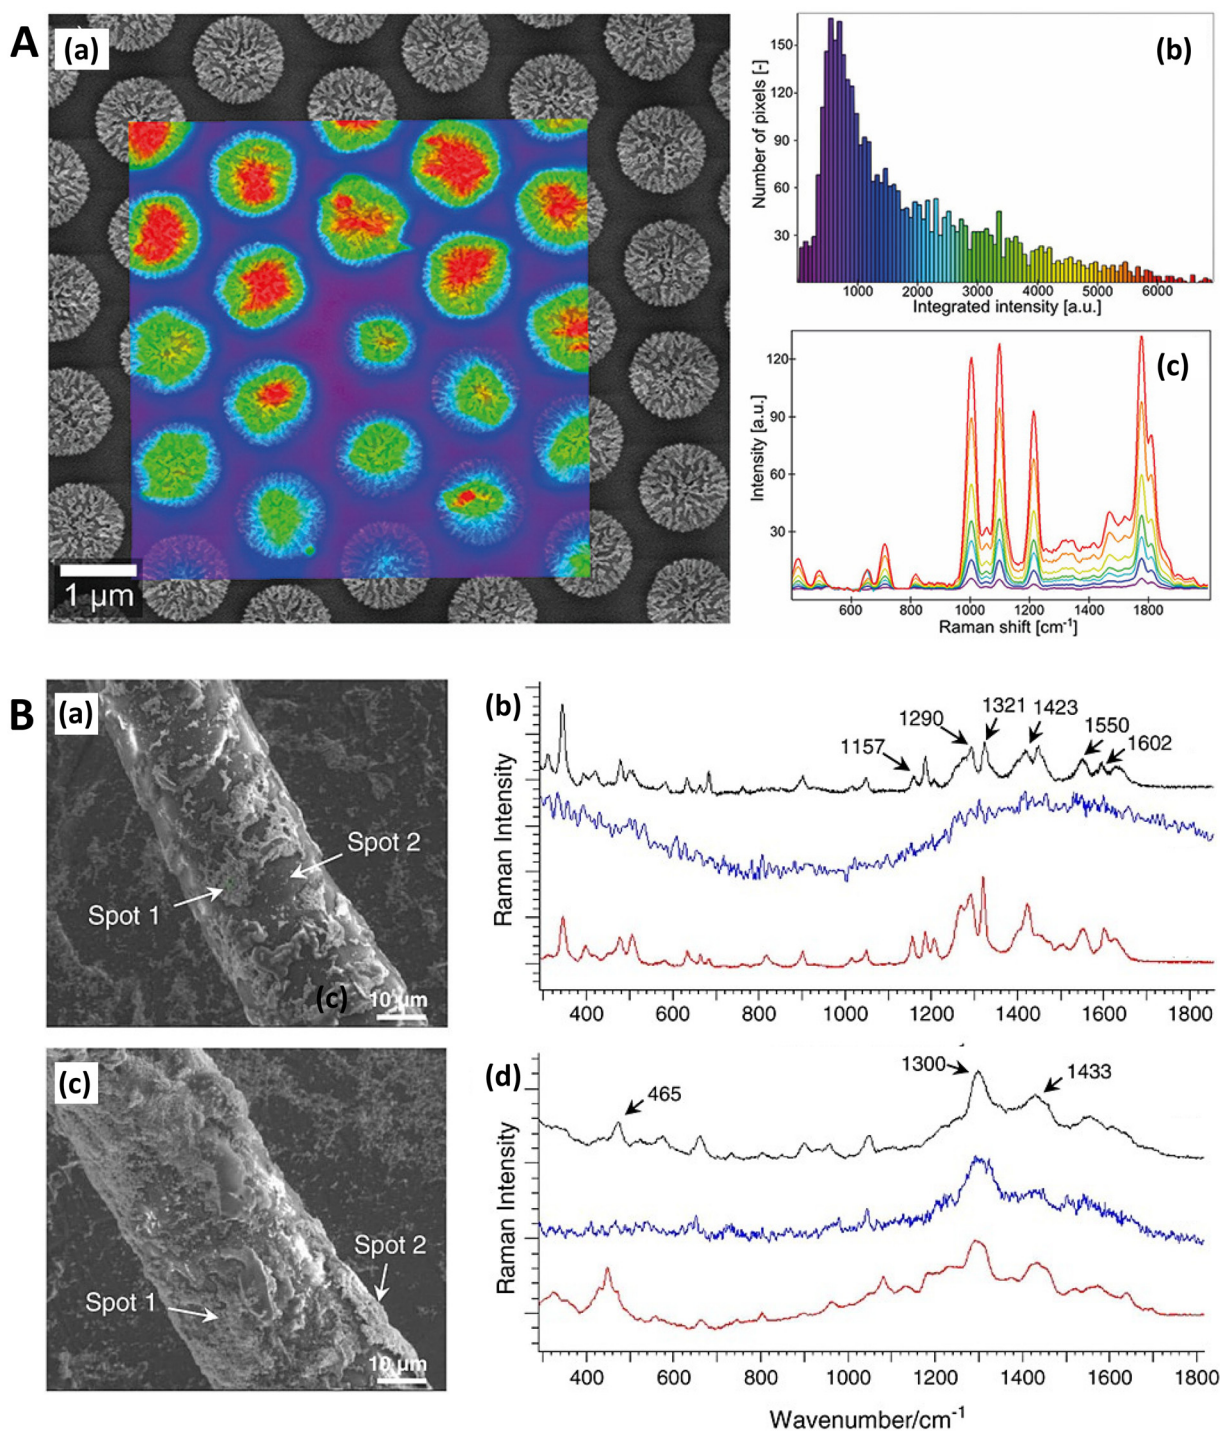 A
(a)
1 µm
(b)
Number of pixels [-]
150
120
90
60
30
1000
2000
3000
4000
5000
6000
Integrated intensity [a.u.]
(c)
Intensity [a.u.]
120
90
60
30
600
800
1000
1200
1400
1600
1800
Raman shift [cm-1]
B
(a)
Spot 2
Spot 1
(c)
10 µm
(b)
Raman Intensity
1157
1290
1321
1423
1550
1602
400
600
800
1000
1200
1400
1600
1800
(c)
Spot 2
Spot 1
10 µm
(d)
Raman Intensity
465
1300
1433
400
600
800
1000
1200
1400
1600
1800
Wavenumber/cm-1